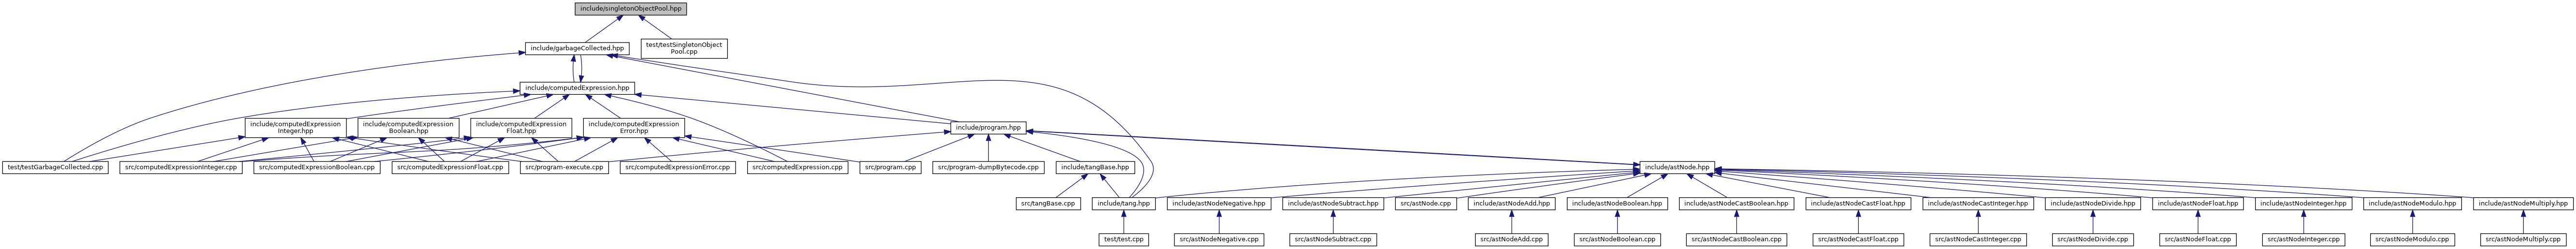 include/singletonObjectPool.hpp
include/garbageCollected.hpp
test/testSingletonObject
Pool.cpp
include/computedExpression.hpp
include/computedExpression
Integer.hpp
include/computedExpression
Boolean.hpp
include/computedExpression
Float.hpp
include/computedExpression
Error.hpp
include/program.hpp
test/testGarbageCollected.cpp
src/computedExpressionInteger.cpp
src/computedExpressionBoolean.cpp
src/computedExpressionFloat.cpp
src/program-execute.cpp
src/computedExpressionError.cpp
src/computedExpression.cpp
src/program.cpp
src/program-dumpBytecode.cpp
include/tangBase.hpp
include/astNode.hpp
src/tangBase.cpp
include/tang.hpp
include/astNodeNegative.hpp
include/astNodeSubtract.hpp
src/astNode.cpp
include/astNodeAdd.hpp
include/astNodeBoolean.hpp
include/astNodeCastBoolean.hpp
include/astNodeCastFloat.hpp
include/astNodeCastInteger.hpp
include/astNodeDivide.hpp
include/astNodeFloat.hpp
include/astNodeInteger.hpp
include/astNodeModulo.hpp
include/astNodeMultiply.hpp
test/test.cpp
src/astNodeNegative.cpp
src/astNodeSubtract.cpp
src/astNodeAdd.cpp
src/astNodeBoolean.cpp
src/astNodeCastBoolean.cpp
src/astNodeCastFloat.cpp
src/astNodeCastInteger.cpp
src/astNodeDivide.cpp
src/astNodeFloat.cpp
src/astNodeInteger.cpp
src/astNodeModulo.cpp
src/astNodeMultiply.cpp